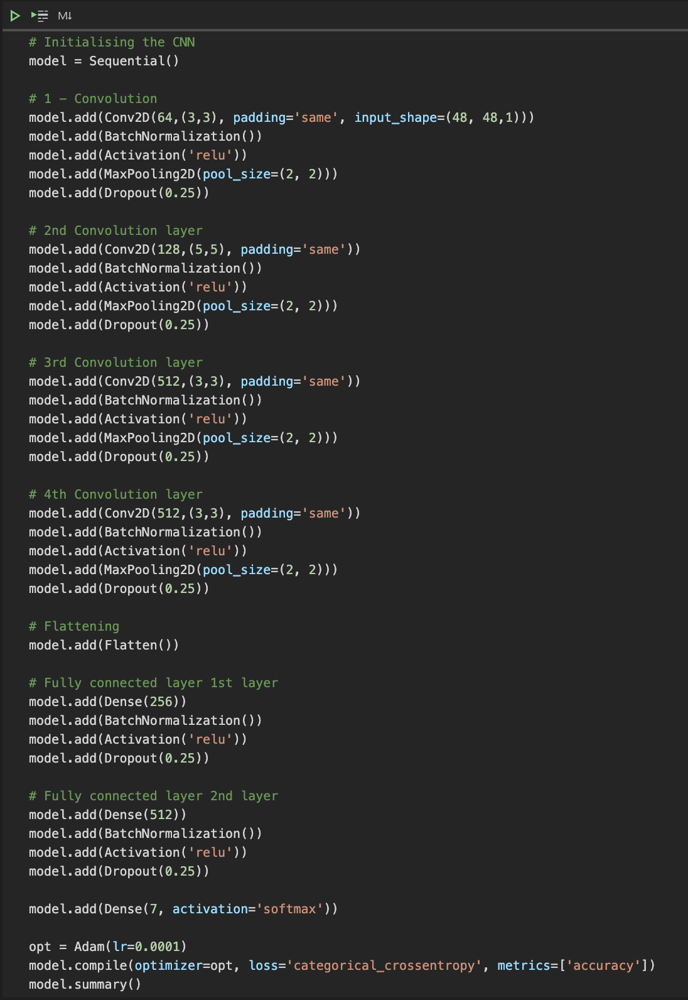 M↓
# Initialising the CNN
model = Sequential()
# 1 – Convolution
model.add(Conv2D(64,(3,3), padding='same', input_shape=(48, 48,1)))
model.add(BatchNormalization())
model.add(Activation('relu'))
model.add(MaxPooling2D(pool_size=(2, 2)))
model.add(Dropout(0.25))
# 2nd Convolution layer
model.add(Conv2D(128,(5,5), padding='same'))
model.add(BatchNormalization())
model.add(Activation('relu'))
model.add(MaxPooling2D(pool_size=(2, 2)))
model.add(Dropout(0.25))
# 3rd Convolution layer
model.add(Conv2D(512,(3,3), padding='same'))
model.add(BatchNormalization())
model.add(Activation('relu'))
model.add(MaxPooling2D(pool_size=(2, 2)))
model.add(Dropout(0.25))
# 4th Convolution layer
model.add(Conv2D(512,(3,3), padding='same'))
model.add(BatchNormalization())
model.add(Activation('relu'))
model.add(MaxPooling2D(pool_size=(2, 2)))
model.add(Dropout(0.25))
# Flattening
model.add(Flatten())
# Fully connected layer 1st layer
model.add(Dense(256))
model.add(BatchNormalization())
model.add(Activation('relu'))
model.add(Dropout(0.25))
# Fully connected layer 2nd layer
model.add(Dense(512))
model.add(BatchNormalization())
model.add(Activation('relu'))
model.add(Dropout(0.25))
model.add(Dense(7, activation='softmax'))
opt = Adam(lr=0.0001)
model.compile(optimizer=opt, loss='categorical_crossentropy', metrics=['accuracy'])
model.summary()